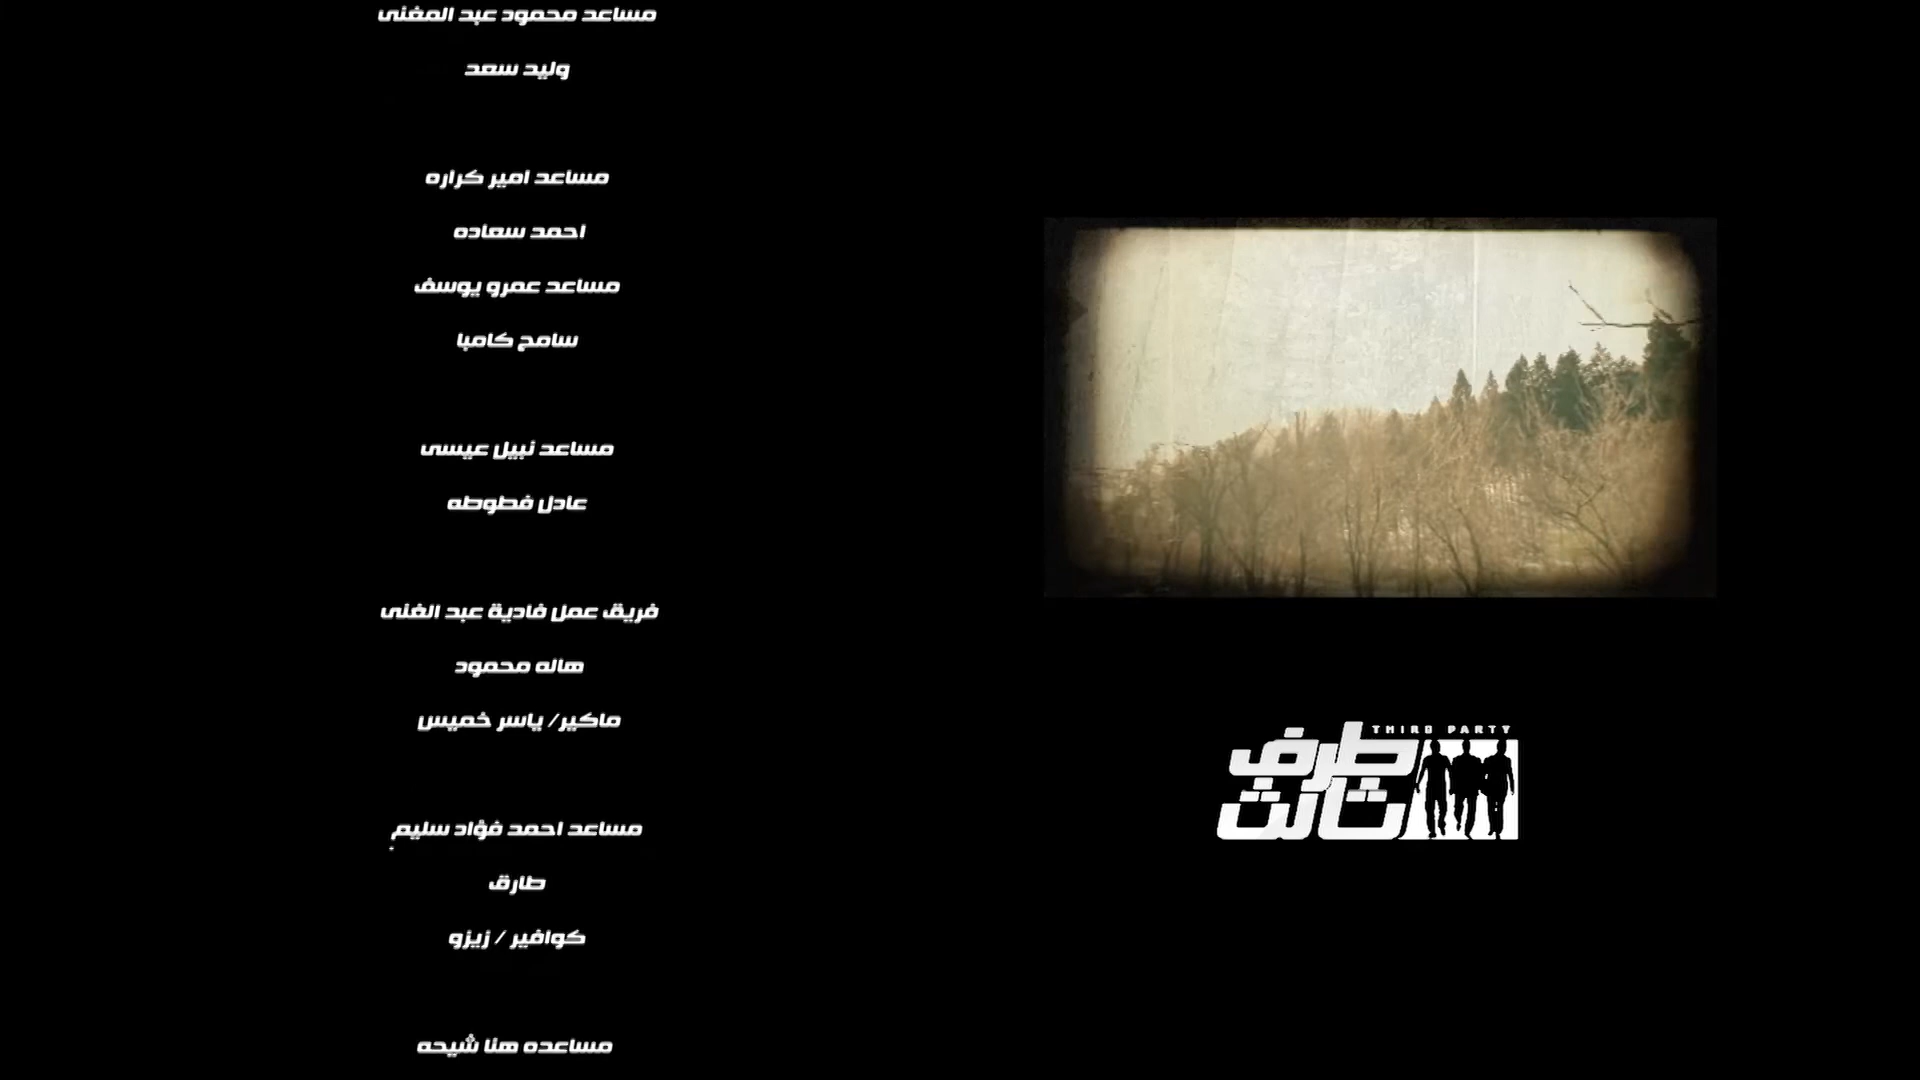 مساعد محمود عبد المغنى
وليد سعد
مساعد امير كراره
احمد سعاده
مساعد عمرو يوسف
سامح كامبا
مساعد نبيل عيسى
عادل فطوطه
فريق عمل فادية عبد الغنى
هاله محمود
ماكير/ ياسر خميس
مساعد احمد فؤاد سليم
طارق
كوافير / زيزو
مساعده هنا شيحه
THIRD PARTY
طرف
ثالث